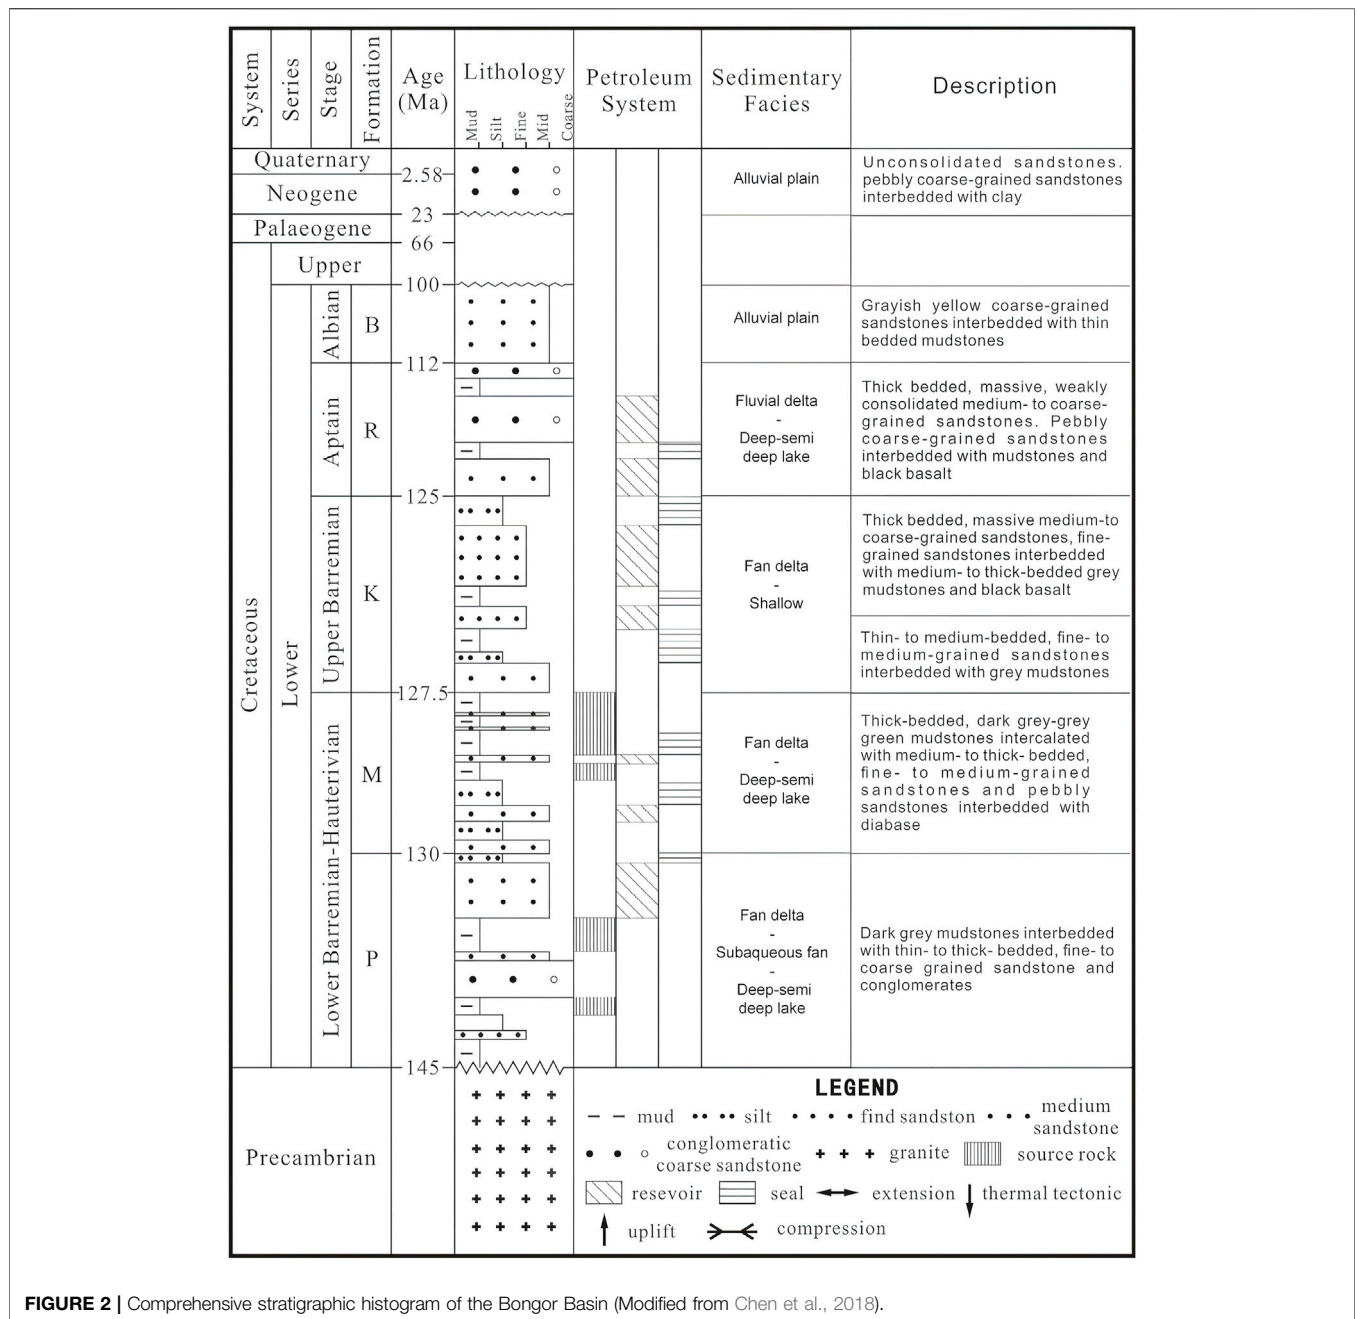 System
Series
Stage
Formation
Age
(Ma)
Lithology
Mud
Silt
Fine
Mid
Coarse
Petroleum
System
Sedimentary
Facies
Description
Quaternary
2.58
Neogene
23
Palaeogene
66
Upper
100
Alluvial plain
Unconsolidated sandstones.
pebbly coarse-grained sandstones
interbedded with clay
Cretaceous
Lower
Albian
B
112
Alluvial plain
Grayish yellow coarse-grained
sandstones interbedded with thin
bedded mudstones
Aptain
R
125
Fluvial delta
-
Deep-semi
deep lake
Thick bedded, massive, weakly
consolidated medium- to coarse-
grained sandstones. Pebbly
coarse-grained sandstones
interbedded with mudstones and
black basalt
Upper Barremian
K
127.5
Fan delta
-
Shallow
Thick bedded, massive medium-to
coarse-grained sandstones, fine-
grained sandstones interbedded
with medium- to thick-bedded grey
mudstones and black basalt
Thin- to medium-bedded, fine- to
medium-grained sandstones
interbedded with grey mudstones
Lower Barremian-Hauterivian
M
130
Fan delta
-
Deep-semi
deep lake
Thick-bedded, dark grey-grey
green mudstones intercalated
with medium- to thick- bedded,
fine- to medium-grained
sandstones and pebbly
sandstones interbedded with
diabase
P
145
Fan delta
-
Subaqueous fan
-
Deep-semi
deep lake
Dark grey mudstones interbedded
with thin- to thick- bedded, fine- to
coarse grained sandstone and
conglomerates
Precambrian
LEGEND
mud
silt
find sandston
medium
sandstone
conglomeratic
coarse sandstone
granite
source rock
resevoir
seal
extension
thermal tectonic
uplift
compression
FIGURE 2 | Comprehensive stratigraphic histogram of the Bongor Basin (Modified from Chen et al., 2018).